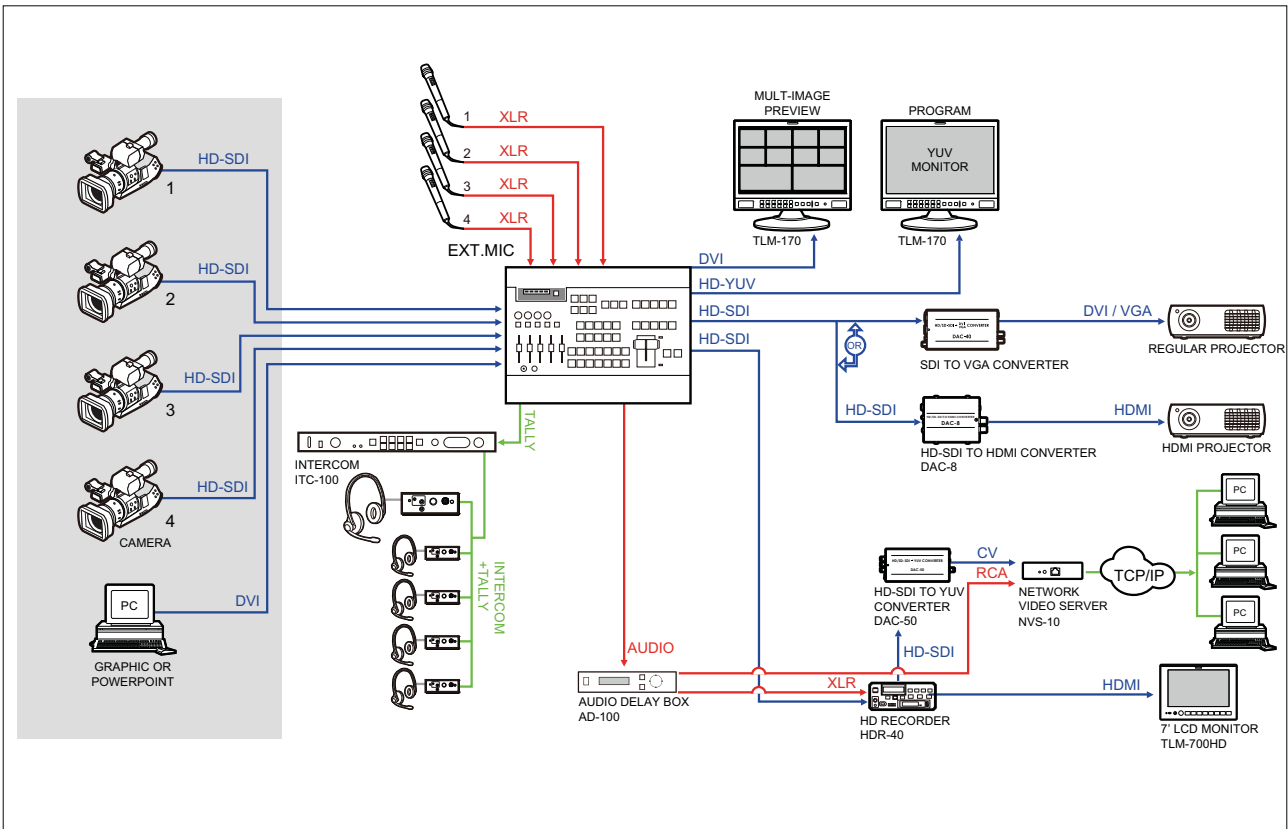 HD-SDI
1
HD-SDI
2
HD-SDI
3
HD-SDI
4
CAMERA
PC
DVI
GRAPHIC OR
POWERPOINT
1
XLR
2
XLR
3
XLR
4
XLR
EXT.MIC
MULT-IMAGE
PREVIEW
TLM-170
PROGRAM
YUV
MONITOR
TLM-170
DVI
HD-YUV
HD-SDI
HD-SDI
OR
DAC-40
SDI TO VGA CONVERTER
DVI / VGA
REGULAR PROJECTOR
HD-SDI
DAC-8
HD-SDI TO HDMI CONVERTER
DAC-8
HDMI
HDMI PROJECTOR
TALLY
INTERCOM
ITC-100
INTERCOM
+TALLY
AUDIO
AUDIO DELAY BOX
AD-100
XLR
HD RECORDER
HDR-40
HD-SDI
HD-SDI TO YUV
CONVERTER
DAC-50
CV
RCA
NETWORK
VIDEO SERVER
NVS-10
TCP/IP
PC
PC
PC
HDMI
7' LCD MONITOR
TLM-700HD